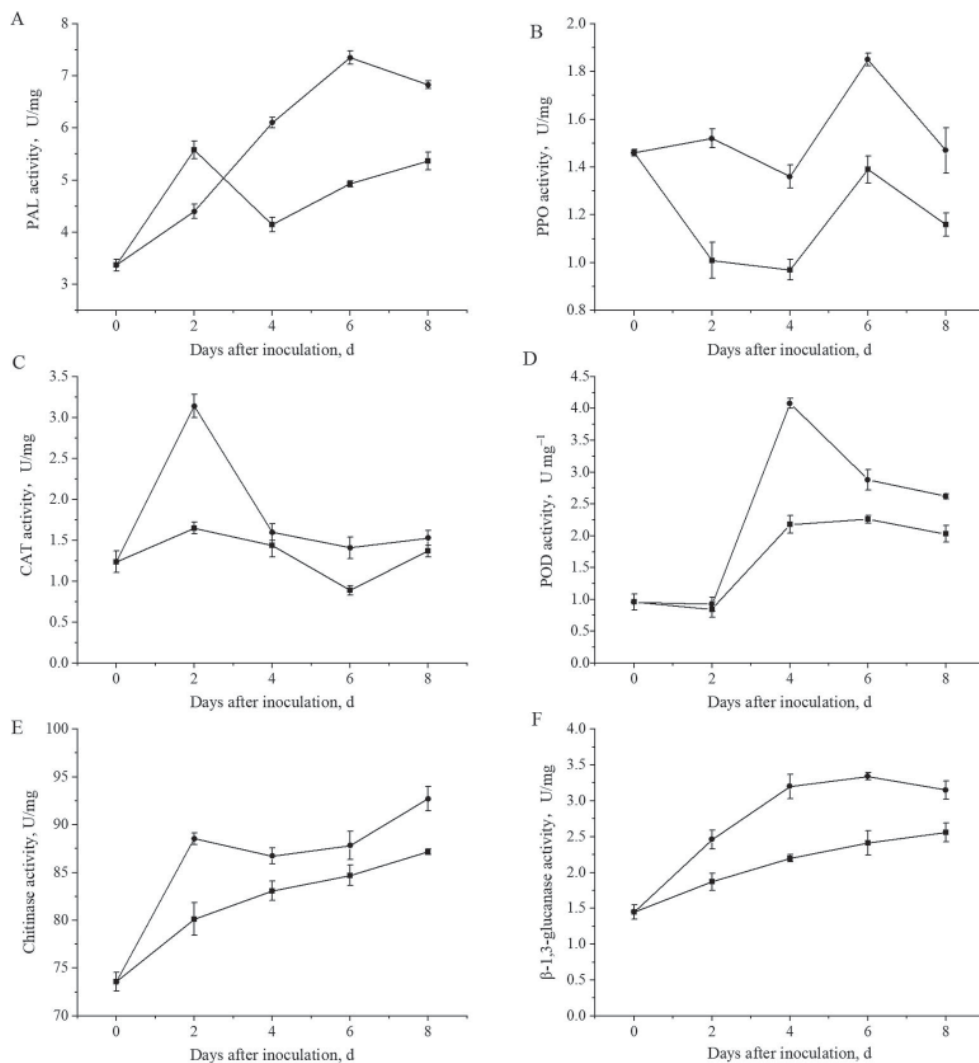 A
8
7
6
5
4
3
PAL activity, U/mg
0 2 4 6 8
Days after inoculation, d
B
2.0
1.8
1.6
1.4
1.2
1.0
0.8
PPO activity, U/mg
0 2 4 6 8
Days after inoculation, d
C
3.5
3.0
2.5
2.0
1.5
1.0
0.5
0.0
CAT activity, U/mg
0 2 4 6 8
Days after inoculation, d
D
4.5
4.0
3.5
3.0
2.5
2.0
1.5
1.0
0.5
0.0
POD activity, U mg⁻¹
0 2 4 6 8
Days after inoculation, d
E
100
95
90
85
80
75
70
Chitinase activity, U/mg
0 2 4 6 8
Days after inoculation, d
F
4.0
3.5
3.0
2.5
2.0
1.5
1.0
0.5
0.0
β-1,3-glucanase activity, U/mg
0 2 4 6 8
Days after inoculation, d